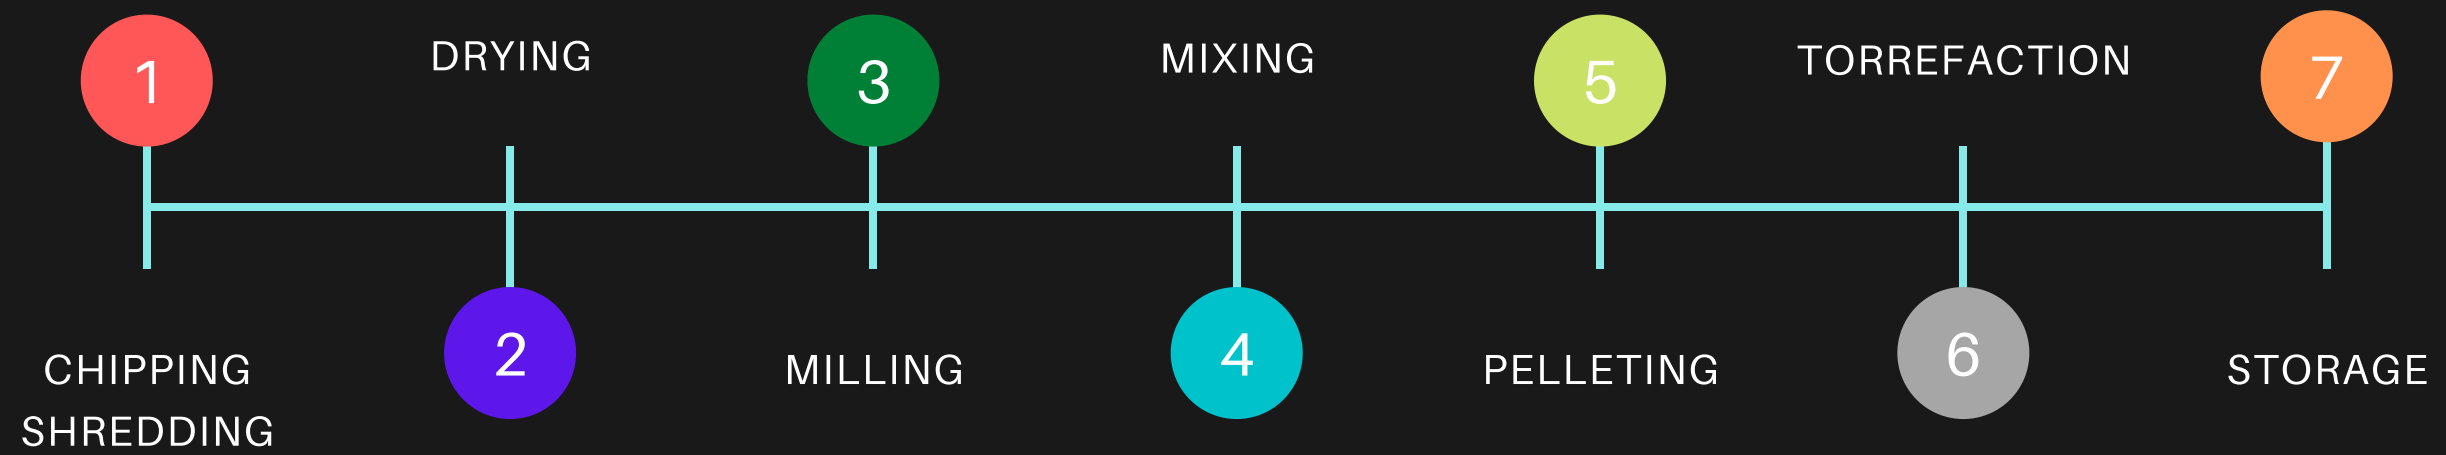 1
CHIPPING
SHREDDING
DRYING
2
3
MILLING
MIXING
4
5
PELLETING
TORREFACTION
6
7
STORAGE